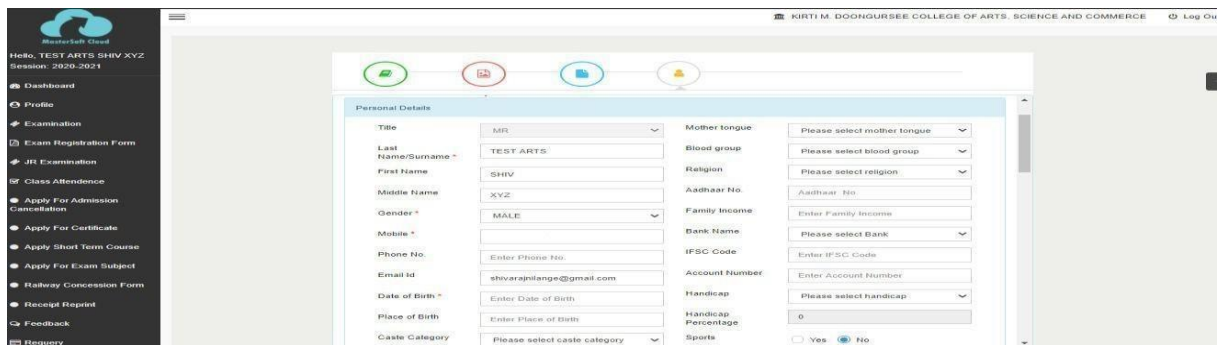 KIRTI M. DOONGURSEE COLLEGE OF ARTS, SCIENCE AND COMMERCE
Log Ou
MasterSoft Cloud
Hello, TEST ARTS SHIV XYZ
Session: 2020-2021
Dashboard
Profile
Examination
Exam Registration Form
JR Examination
Class Attendence
Apply For Admission
Cancellation
Apply For Certificate
Apply Short Term Course
Apply For Exam Subject
Railway Concession Form
Receipt Reprint
Feedback
Requery
Personal Details
Title
MR
Last
Name/Surname *
TEST ARTS
First Name
SHIV
Middle Name
XYZ
Gender *
MALE
Mobile *
Phone No.
Enter Phone No.
Email Id
shivarajnilange@gmail.com
Date of Birth *
Enter Date of Birth
Place of Birth
Enter Place of Birth
Caste Category
Please select caste category
Mother tongue
Please select mother tongue
Blood group
Please select blood group
Religion
Please select religion
Aadhaar No.
Aadhaar No.
Family Income
Enter Family Income
Bank Name
Please select Bank
IFSC Code
Enter IFSC Code
Account Number
Enter Account Number
Handicap
Please select handicap
Handicap
Percentage
0
Sports
Yes
No